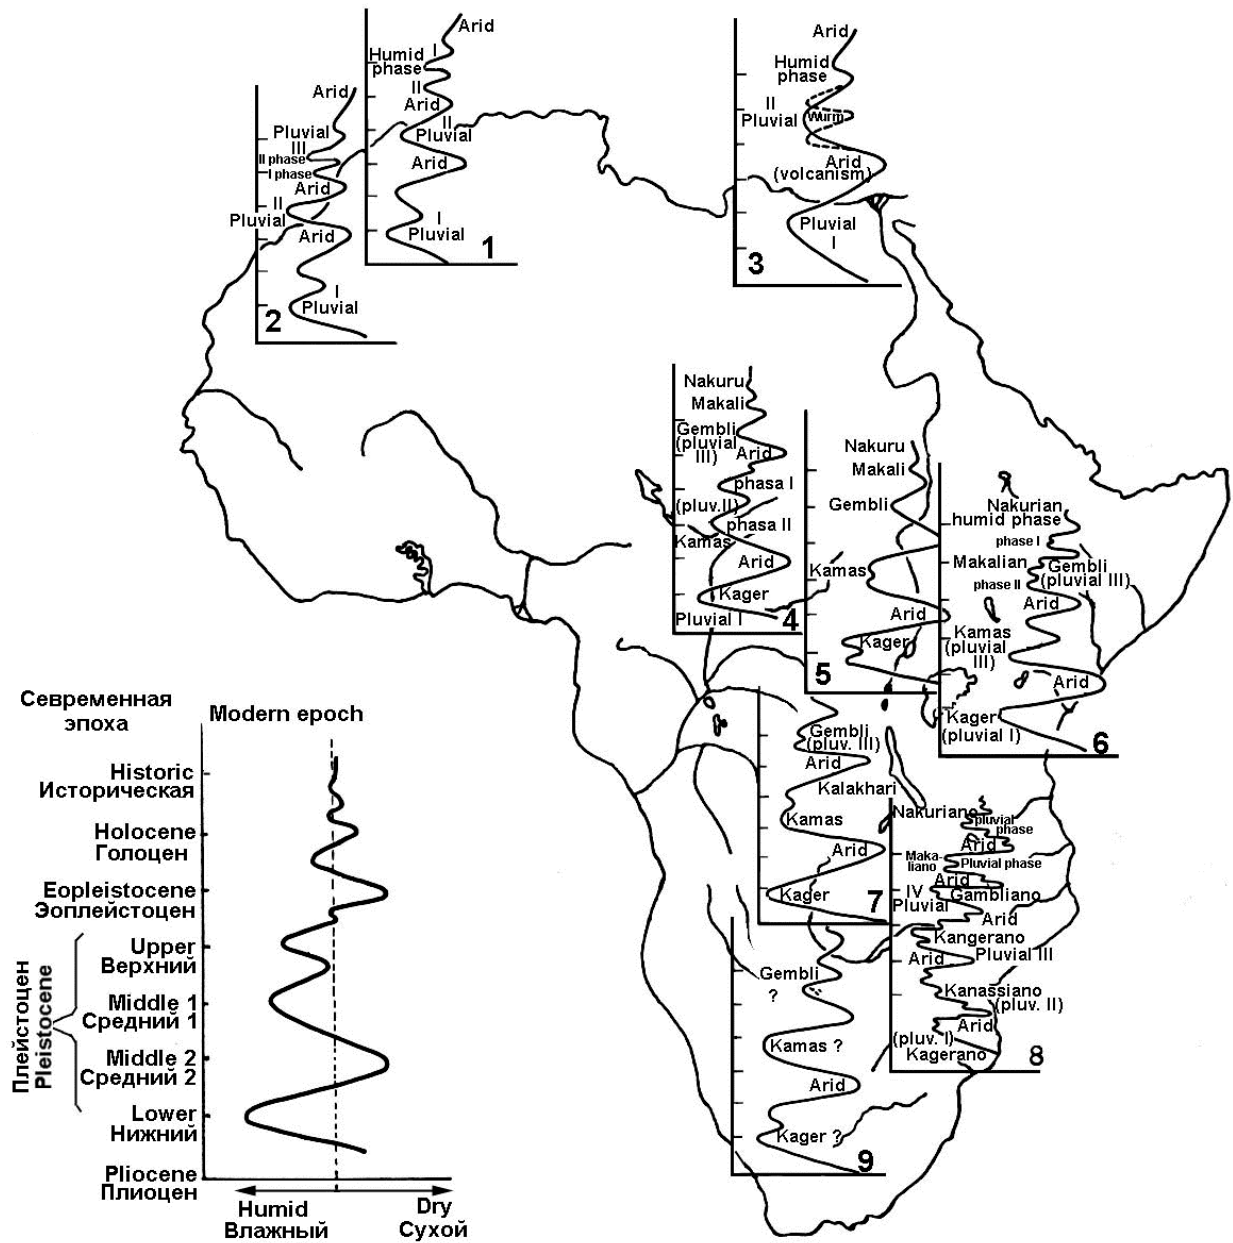 Arid
Humid I
phase
II
Arid
II
Pluvial
Arid
I
Pluvial
1
Arid
Pluvial
III
II phase
I phase
Arid
II
Pluvial
Arid
I
Pluvial
2
Arid
Humid
phase
II
Pluvial
Wurm
Arid
(volcanism)
Pluvial
I
3
Nakuru
Makali
Gembli
(pluvial
III)
Arid
phasa I
(pluv.II)
phasa II
Kamas
Arid
Kager
Pluvial I
4
Nakuru
Makali
Gembli
Kamas
Arid
Kager
5
Nakurian
humid phase
phase I
Makalian
Gembli
(pluvial III)
phase II
Arid
Kamas
(pluvial
III)
Arid
Kager
(pluvial I)
6
Gembli
(pluv. III)
Arid
Kalakhari
Kamas
Arid
Kager
7
Nakuriano
pluvial
phase
Arid
Maka-
liano
Pluvial phase
Arid
IV
Pluvial
Gambliano
Arid
Kangerano
Arid
Pluvial III
Kanassiano
(pluv. II)
Arid
(pluv. I)
Kagerano
8
Gembli
?
Kamas ?
Arid
Kager ?
9
Севременная
эпоха
Modern epoch
Historic
Историческая
Holocene
Голоцен
Eopleistocene
Эоплейстоцен
Плейстоцен
Pleistocene
Upper
Верхний
Middle 1
Средний 1
Middle 2
Средний 2
Lower
Нижний
Pliocene
Плиоцен
Humid
Влажный
Dry
Сухой